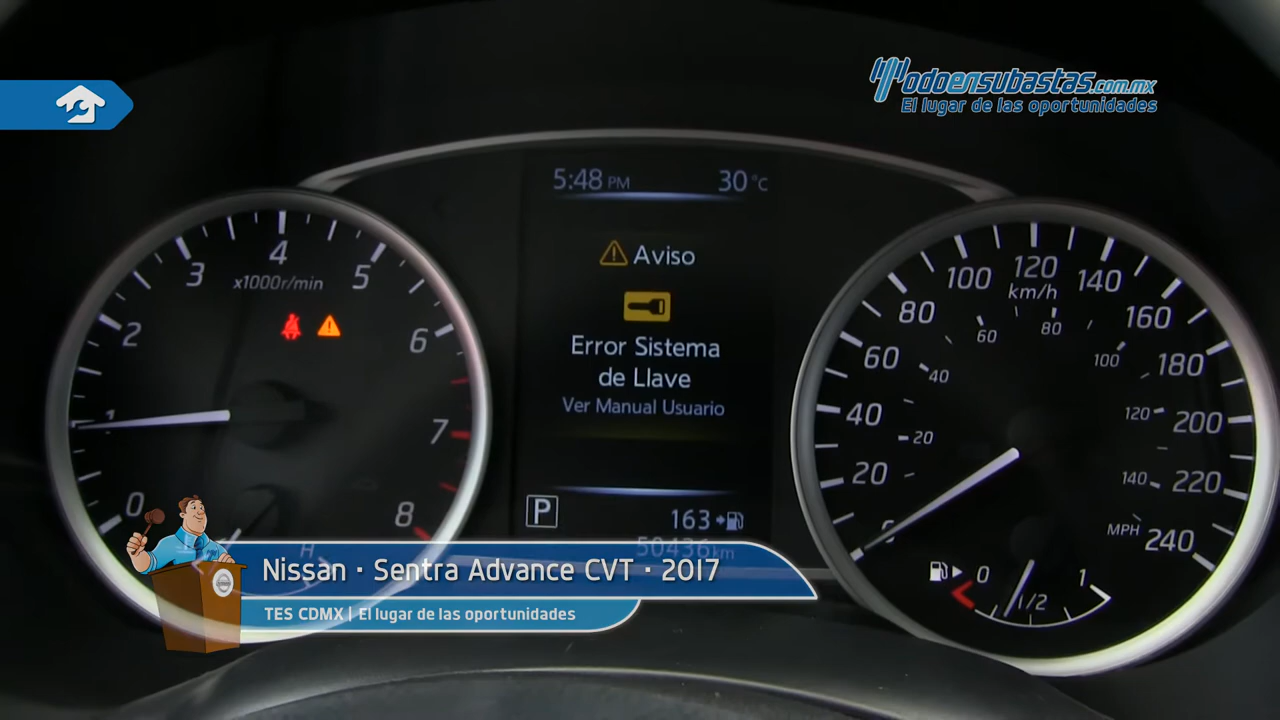 Todoensubastas.com.mx
El lugar de las oportunidades
5:48 PM 30°C
Aviso
Error Sistema
de Llave
Ver Manual Usuario
P 163
50436 km
0 1 2 3 4 5 6 7 8
x1000r/min
H
0 20 40 60 80 100 120 140 160 180 200 220 240
km/h
20 40 60 80 100 120 140
MPH
0 1/2 1
Nissan · Sentra Advance CVT · 2017
TES CDMX | El lugar de las oportunidades